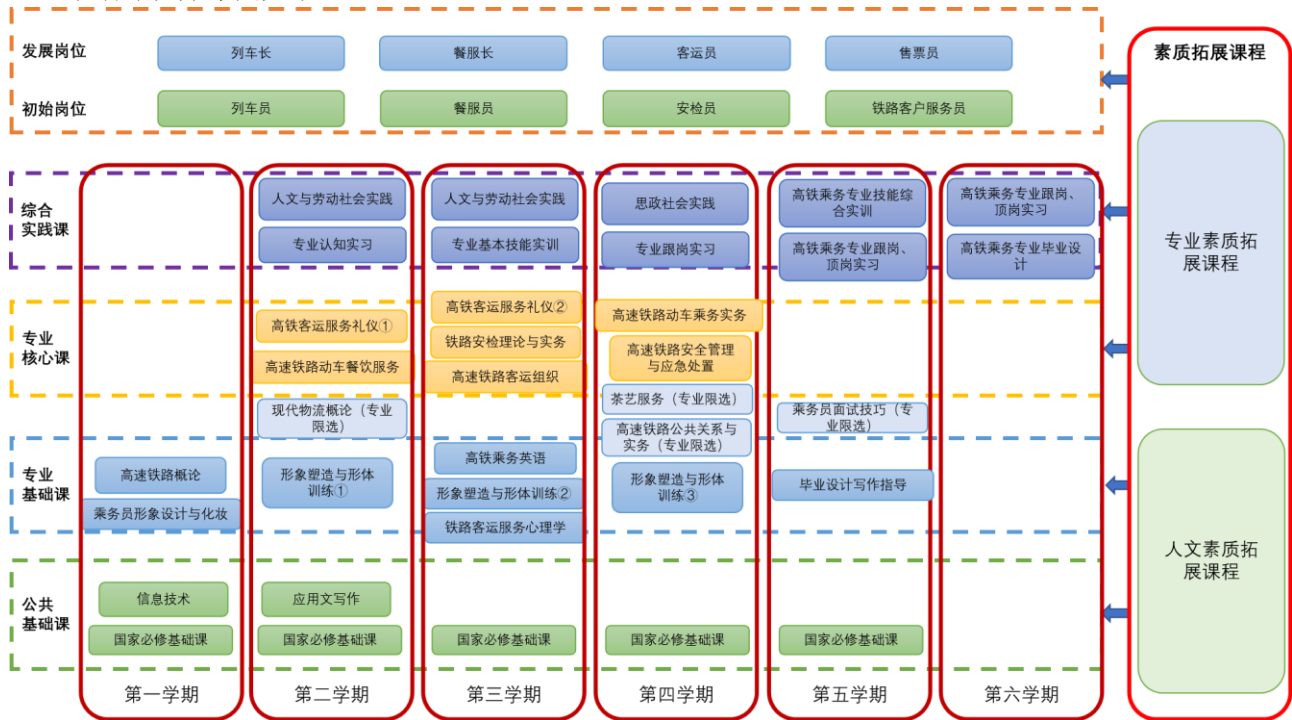 发展岗位
列车长
餐服长
客运员
售票员
初始岗位
列车员
餐服员
安检员
铁路客户服务员
素质拓展课程
专业素质拓
展课程
人文素质拓
展课程
综合
实践课
人文与劳动社会实践
人文与劳动社会实践
思政社会实践
高铁乘务专业技能综
合实训
高铁乘务专业跟岗、
顶岗实习
专业认知实习
专业基本技能实训
专业跟岗实习
高铁乘务专业跟岗、
顶岗实习
高铁乘务专业毕业设
计
专业
核心课
高铁客运服务礼仪①
高速铁路动车餐饮服务
高铁客运服务礼仪②
铁路安检理论与实务
高速铁路客运组织
高速铁路动车乘务实务
高速铁路安全管理
与应急处置
现代物流概论（专业
限选）
茶艺服务（专业限选）
高速铁路公共关系与
实务（专业限选）
乘务员面试技巧（专
业限选）
专业
基础课
高速铁路概论
乘务员形象设计与化妆
形象塑造与形体
训练①
高铁乘务英语
形象塑造与形体训练②
铁路客运服务心理学
形象塑造与形体
训练③
毕业设计写作指导
公共
基础课
信息技术
应用文写作
国家必修基础课
国家必修基础课
国家必修基础课
国家必修基础课
国家必修基础课
第一学期
第二学期
第三学期
第四学期
第五学期
第六学期